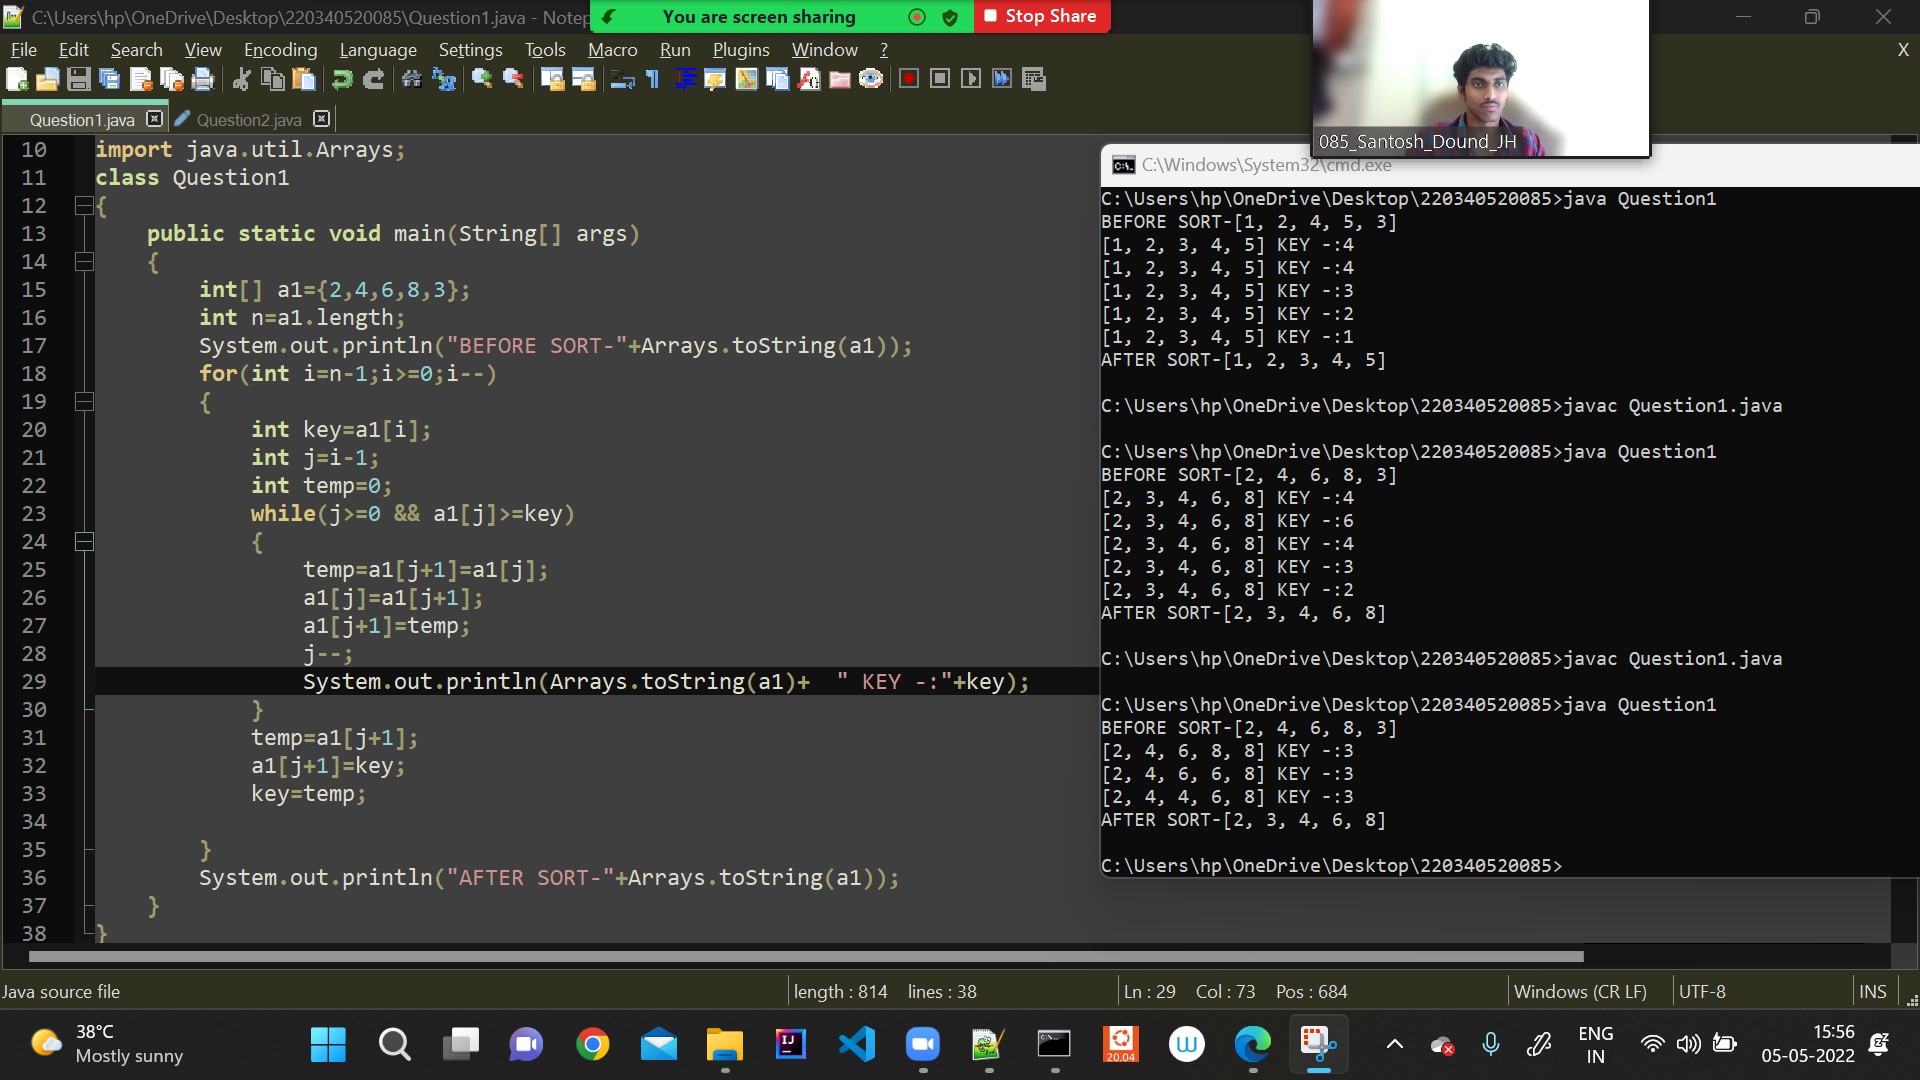 C:\Users\hp\OneDrive\Desktop\220340520085\Question1.java - Notep
You are screen sharing
Stop Share
File Edit Search View Encoding Language Settings Tools Macro Run Plugins Window ?
X
Question1.java
Question2.java
085_Santosh_Dound_JH
10 import java.util.Arrays;
11 class Question1
12 {
13 public static void main(String[] args)
14 {
15 int[] a1={2,4,6,8,3};
16 int n=a1.length;
17 System.out.println("BEFORE SORT-"+Arrays.toString(a1));
18 for(int i=n-1;i>=0;i--)
19 {
20 int key=a1[i];
21 int j=i-1;
22 int temp=0;
23 while(j>=0 && a1[j]>=key)
24 {
25 temp=a1[j+1]=a1[j];
26 a1[j]=a1[j+1];
27 a1[j+1]=temp;
28 j--;
29 System.out.println(Arrays.toString(a1)+  " KEY -:"+key);
30 }
31 temp=a1[j+1];
32 a1[j+1]=key;
33 key=temp;
34
35 }
36 System.out.println("AFTER SORT-"+Arrays.toString(a1));
37 }
38 }
C:\Windows\System32\cmd.exe
C:\Users\hp\OneDrive\Desktop\220340520085>java Question1
BEFORE SORT-[1, 2, 4, 5, 3]
[1, 2, 3, 4, 5] KEY -:4
[1, 2, 3, 4, 5] KEY -:4
[1, 2, 3, 4, 5] KEY -:3
[1, 2, 3, 4, 5] KEY -:2
[1, 2, 3, 4, 5] KEY -:1
AFTER SORT-[1, 2, 3, 4, 5]
C:\Users\hp\OneDrive\Desktop\220340520085>javac Question1.java
C:\Users\hp\OneDrive\Desktop\220340520085>java Question1
BEFORE SORT-[2, 4, 6, 8, 3]
[2, 3, 4, 6, 8] KEY -:4
[2, 3, 4, 6, 8] KEY -:6
[2, 3, 4, 6, 8] KEY -:4
[2, 3, 4, 6, 8] KEY -:3
[2, 3, 4, 6, 8] KEY -:2
AFTER SORT-[2, 3, 4, 6, 8]
C:\Users\hp\OneDrive\Desktop\220340520085>javac Question1.java
C:\Users\hp\OneDrive\Desktop\220340520085>java Question1
BEFORE SORT-[2, 4, 6, 8, 3]
[2, 4, 6, 8, 8] KEY -:3
[2, 4, 6, 6, 8] KEY -:3
[2, 4, 4, 6, 8] KEY -:3
AFTER SORT-[2, 3, 4, 6, 8]
C:\Users\hp\OneDrive\Desktop\220340520085>
Java source file
length : 814 lines : 38
Ln : 29 Col : 73 Pos : 684
Windows (CR LF)
UTF-8
INS
38°C
Mostly sunny
IJ
20.04
ENG
IN
15:56
05-05-2022